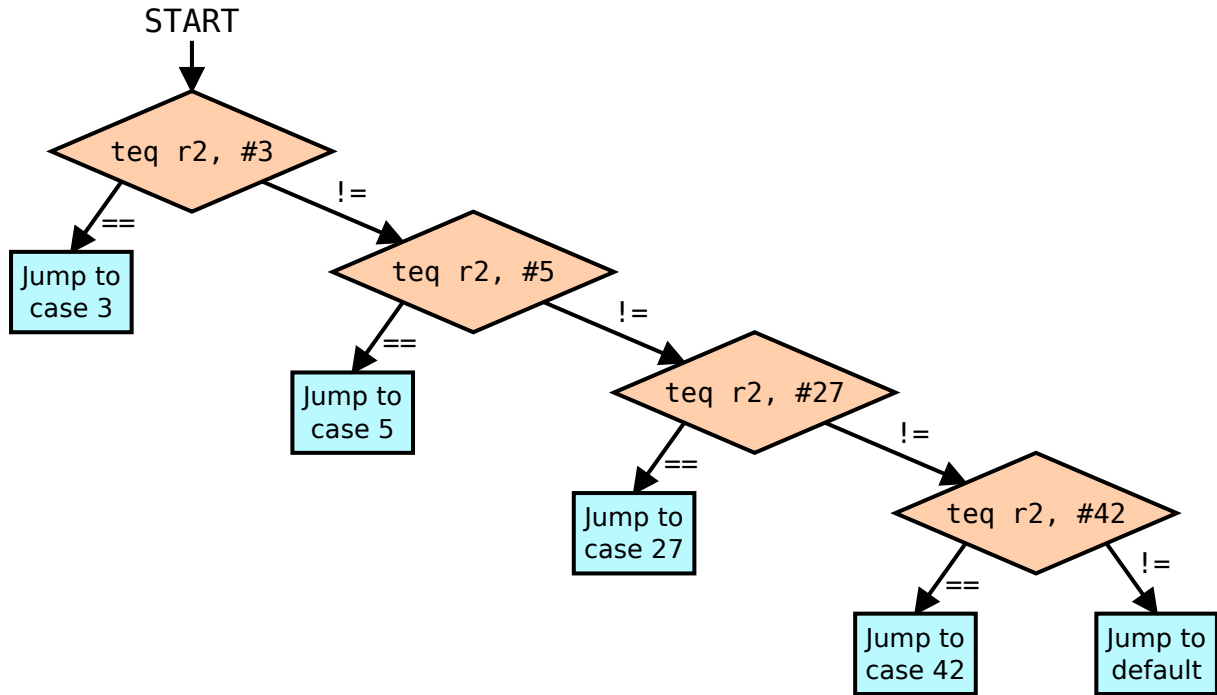 START
teq r2, #3
==
!=
Jump to
case 3
teq r2, #5
==
!=
Jump to
case 5
teq r2, #27
==
!=
Jump to
case 27
teq r2, #42
==
!=
Jump to
case 42
Jump to
default